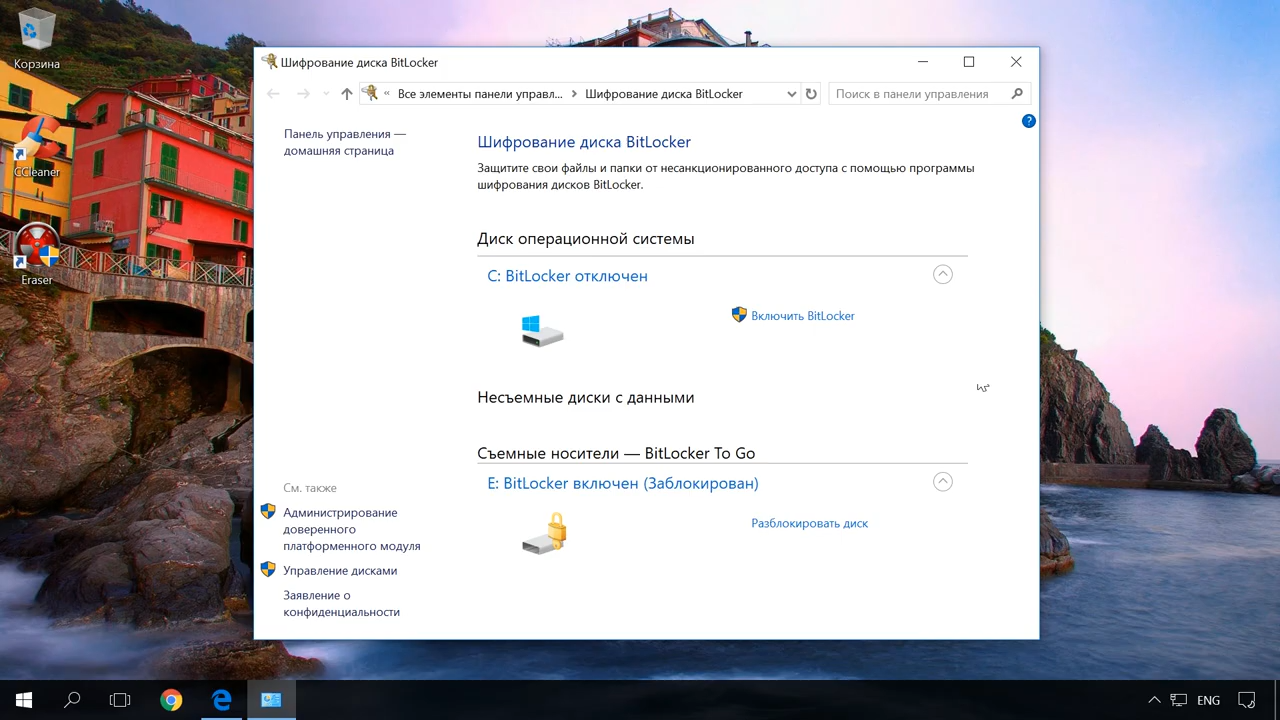 Корзина
CCleaner
Eraser
Шифрование диска BitLocker
« Все элементы панели управл... > Шифрование диска BitLocker
Поиск в панели управления
?
Панель управления —
домашняя страница
Шифрование диска BitLocker
Защитите свои файлы и папки от несанкционированного доступа с помощью программы
шифрования дисков BitLocker.
Диск операционной системы
C: BitLocker отключен
Включить BitLocker
Несъемные диски с данными
Съемные носители — BitLocker To Go
E: BitLocker включен (Заблокирован)
Разблокировать диск
См. также
Администрирование
доверенного
платформенного модуля
Управление дисками
Заявление о
конфиденциальности
ENG